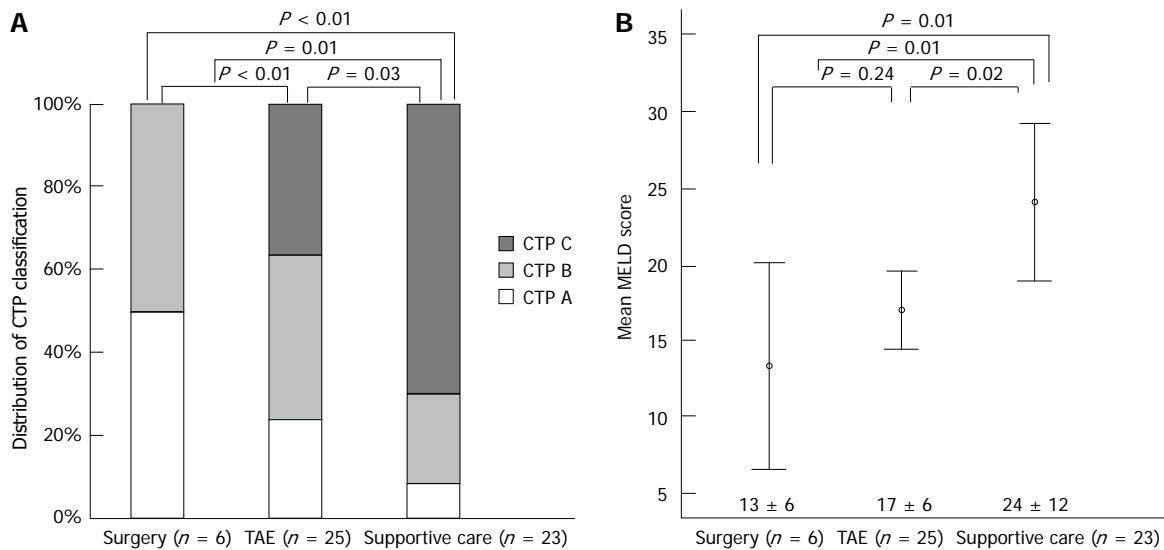 A
P < 0.01
P = 0.01
P < 0.01
P = 0.03
100%
80%
60%
40%
20%
0%
Distribution of CTP classification
CTP C
CTP B
CTP A
Surgery (n = 6)
TAE (n = 25)
Supportive care (n = 23)
B
P = 0.01
P = 0.01
P = 0.24
P = 0.02
35
30
25
20
15
10
5
Mean MELD score
13 ± 6
17 ± 6
24 ± 12
Surgery (n = 6)
TAE (n = 25)
Supportive care (n = 23)